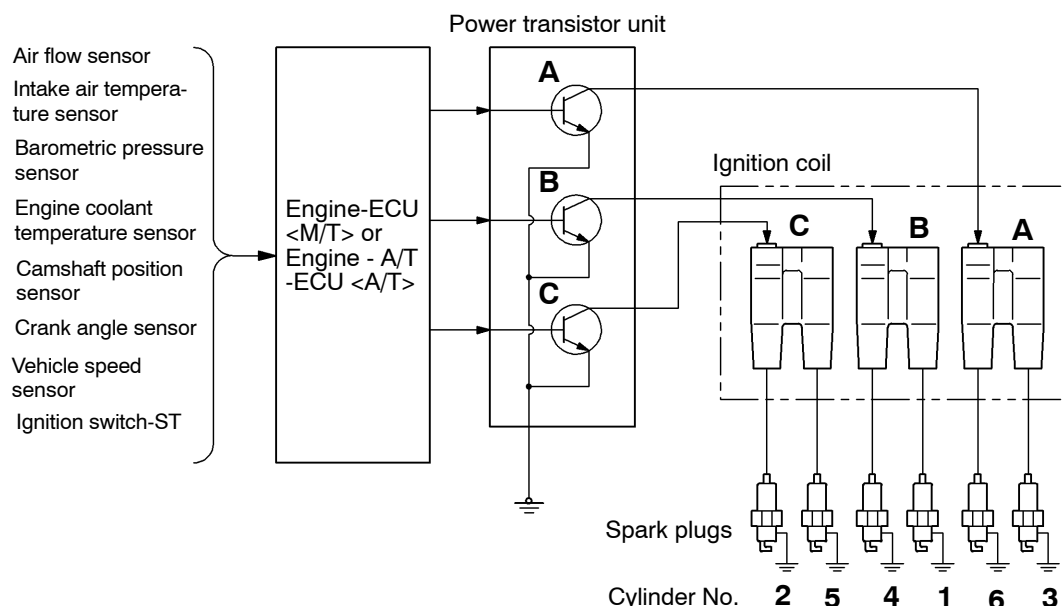 Power transistor unit
Air flow sensor
Intake air tempera-
ture sensor
Barometric pressure
sensor
Engine coolant
temperature sensor
Camshaft position
sensor
Crank angle sensor
Vehicle speed
sensor
Ignition switch-ST
Engine-ECU
<M/T> or
Engine - A/T
-ECU <A/T>
A
B
C
Ignition coil
C B A
Spark plugs
Cylinder No. 2 5 4 1 6 3